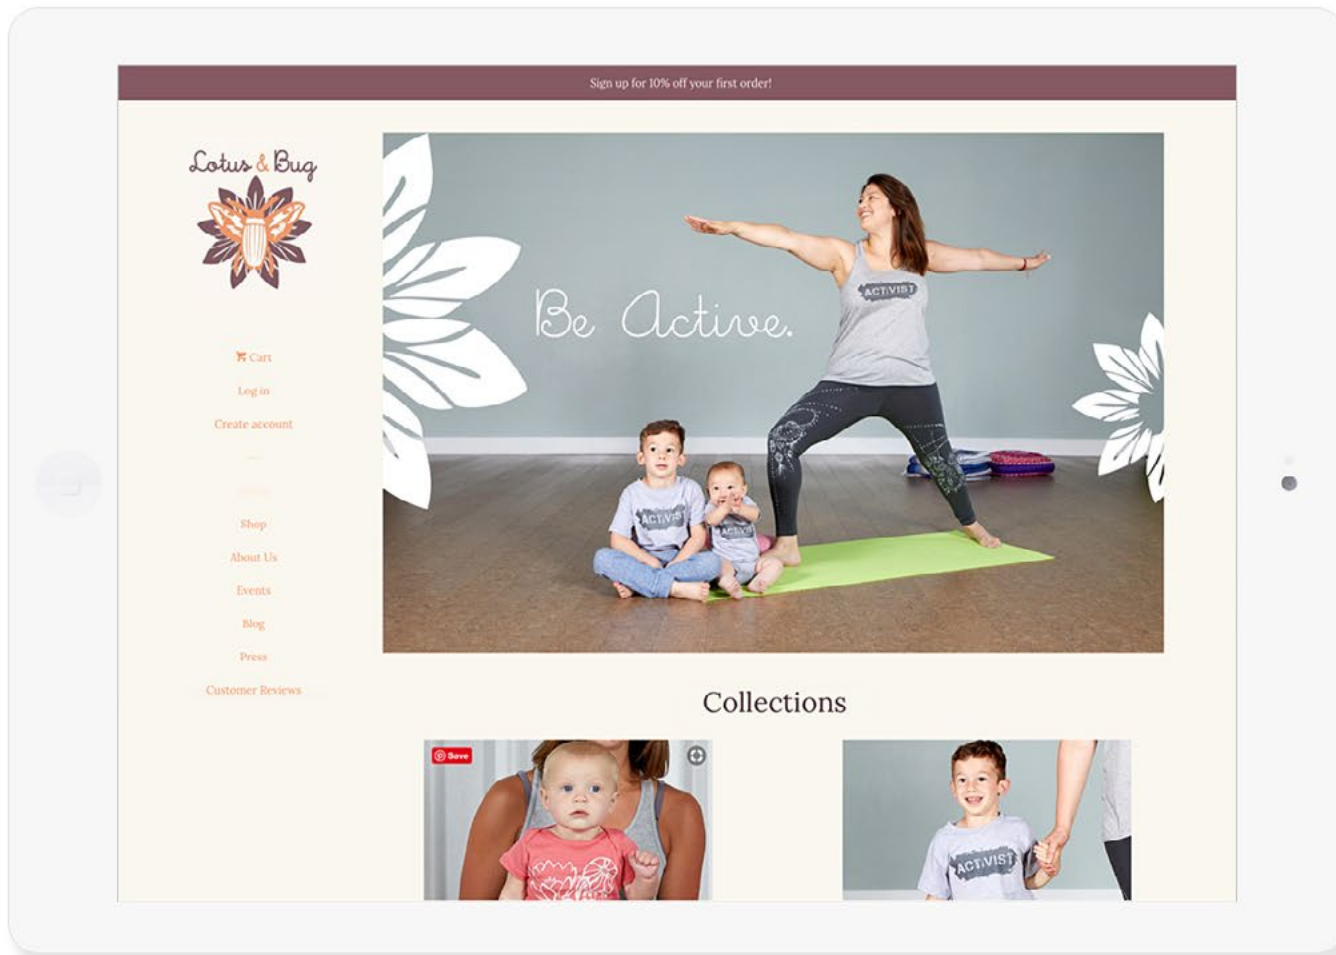 Sign up for 10% off your first order!
Lotus & Bug
Cart
Log in
Create account
Shop
About Us
Events
Blog
Press
Customer Reviews
Be Active.
ACTIVIST
ACTIVIST
ACTIVIST
Collections
Save
ACTIVIST